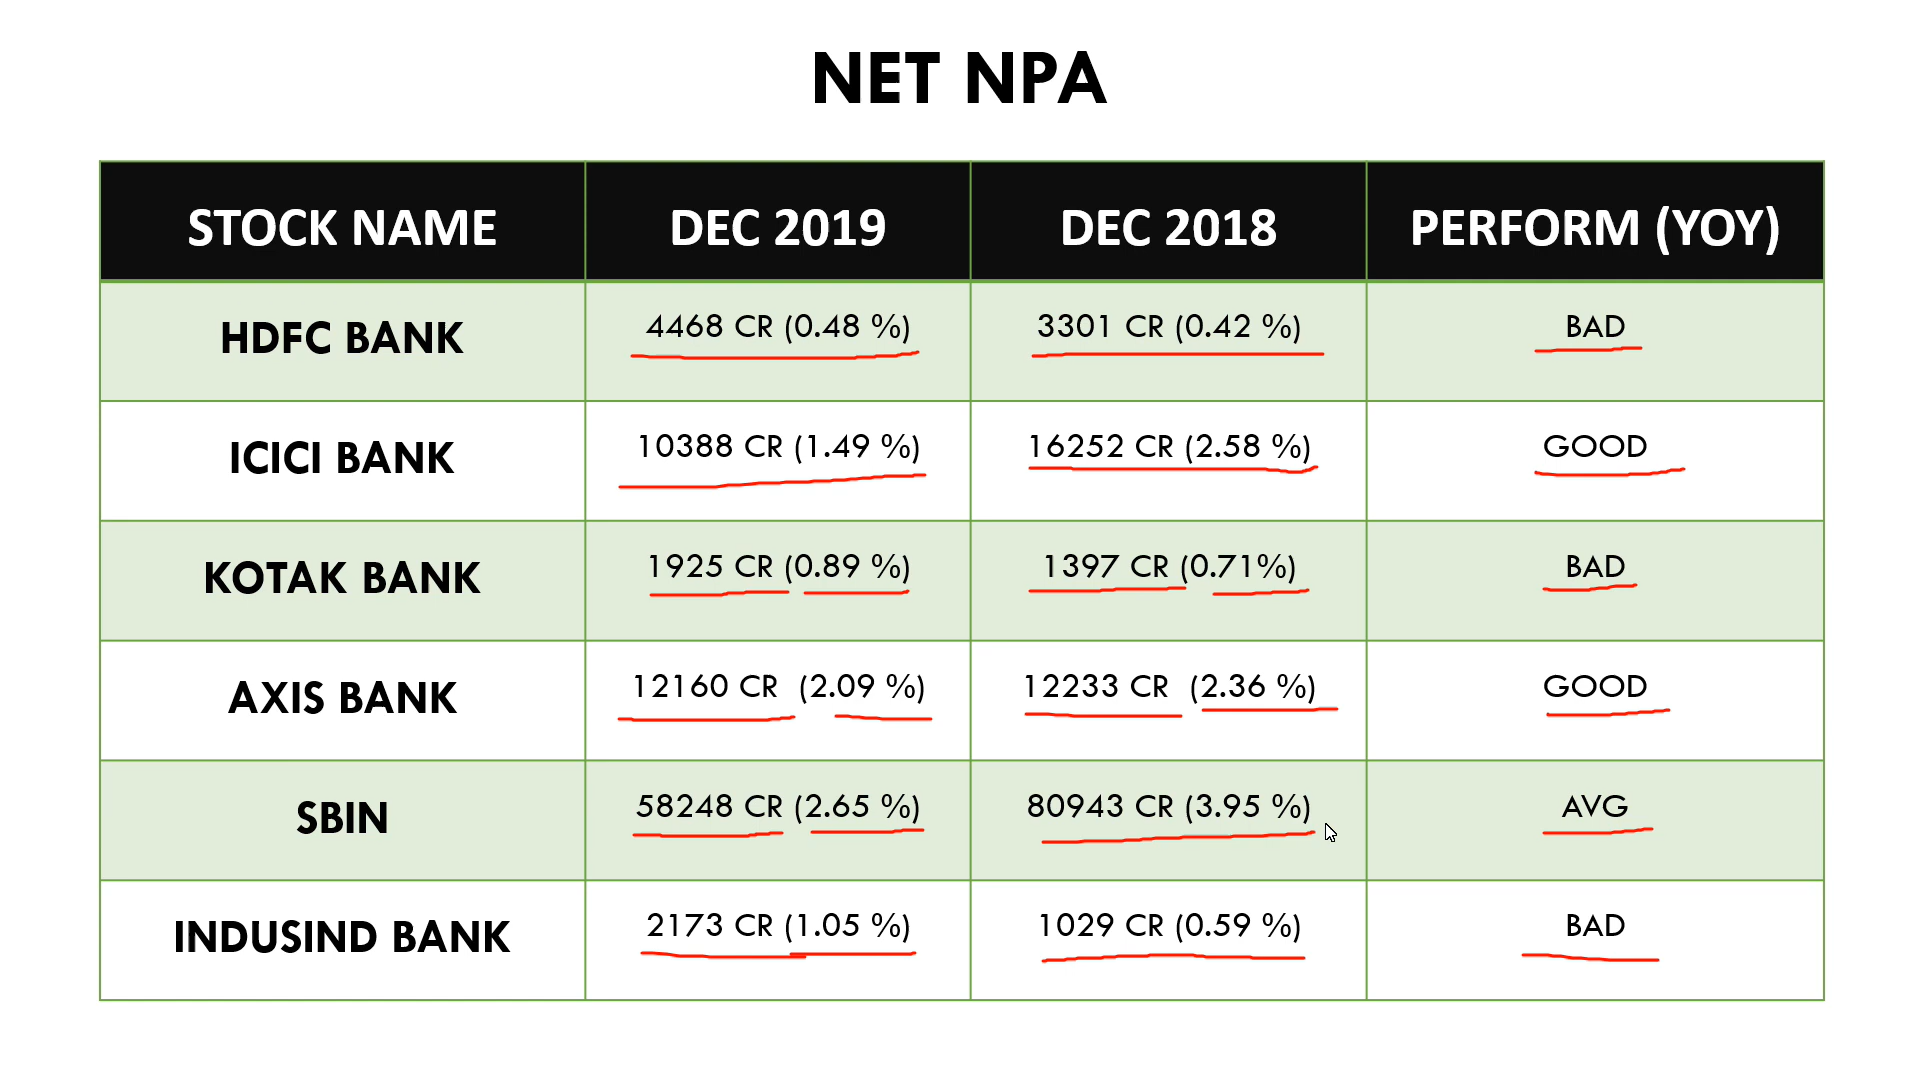 NET NPA
STOCK NAME DEC 2019 DEC 2018 PERFORM (YOY)
HDFC BANK 4468 CR (0.48 %) 3301 CR (0.42 %) BAD
ICICI BANK 10388 CR (1.49 %) 16252 CR (2.58 %) GOOD
KOTAK BANK 1925 CR (0.89 %) 1397 CR (0.71%) BAD
AXIS BANK 12160 CR (2.09 %) 12233 CR (2.36 %) GOOD
SBIN 58248 CR (2.65 %) 80943 CR (3.95 %) AVG
INDUSIND BANK 2173 CR (1.05 %) 1029 CR (0.59 %) BAD